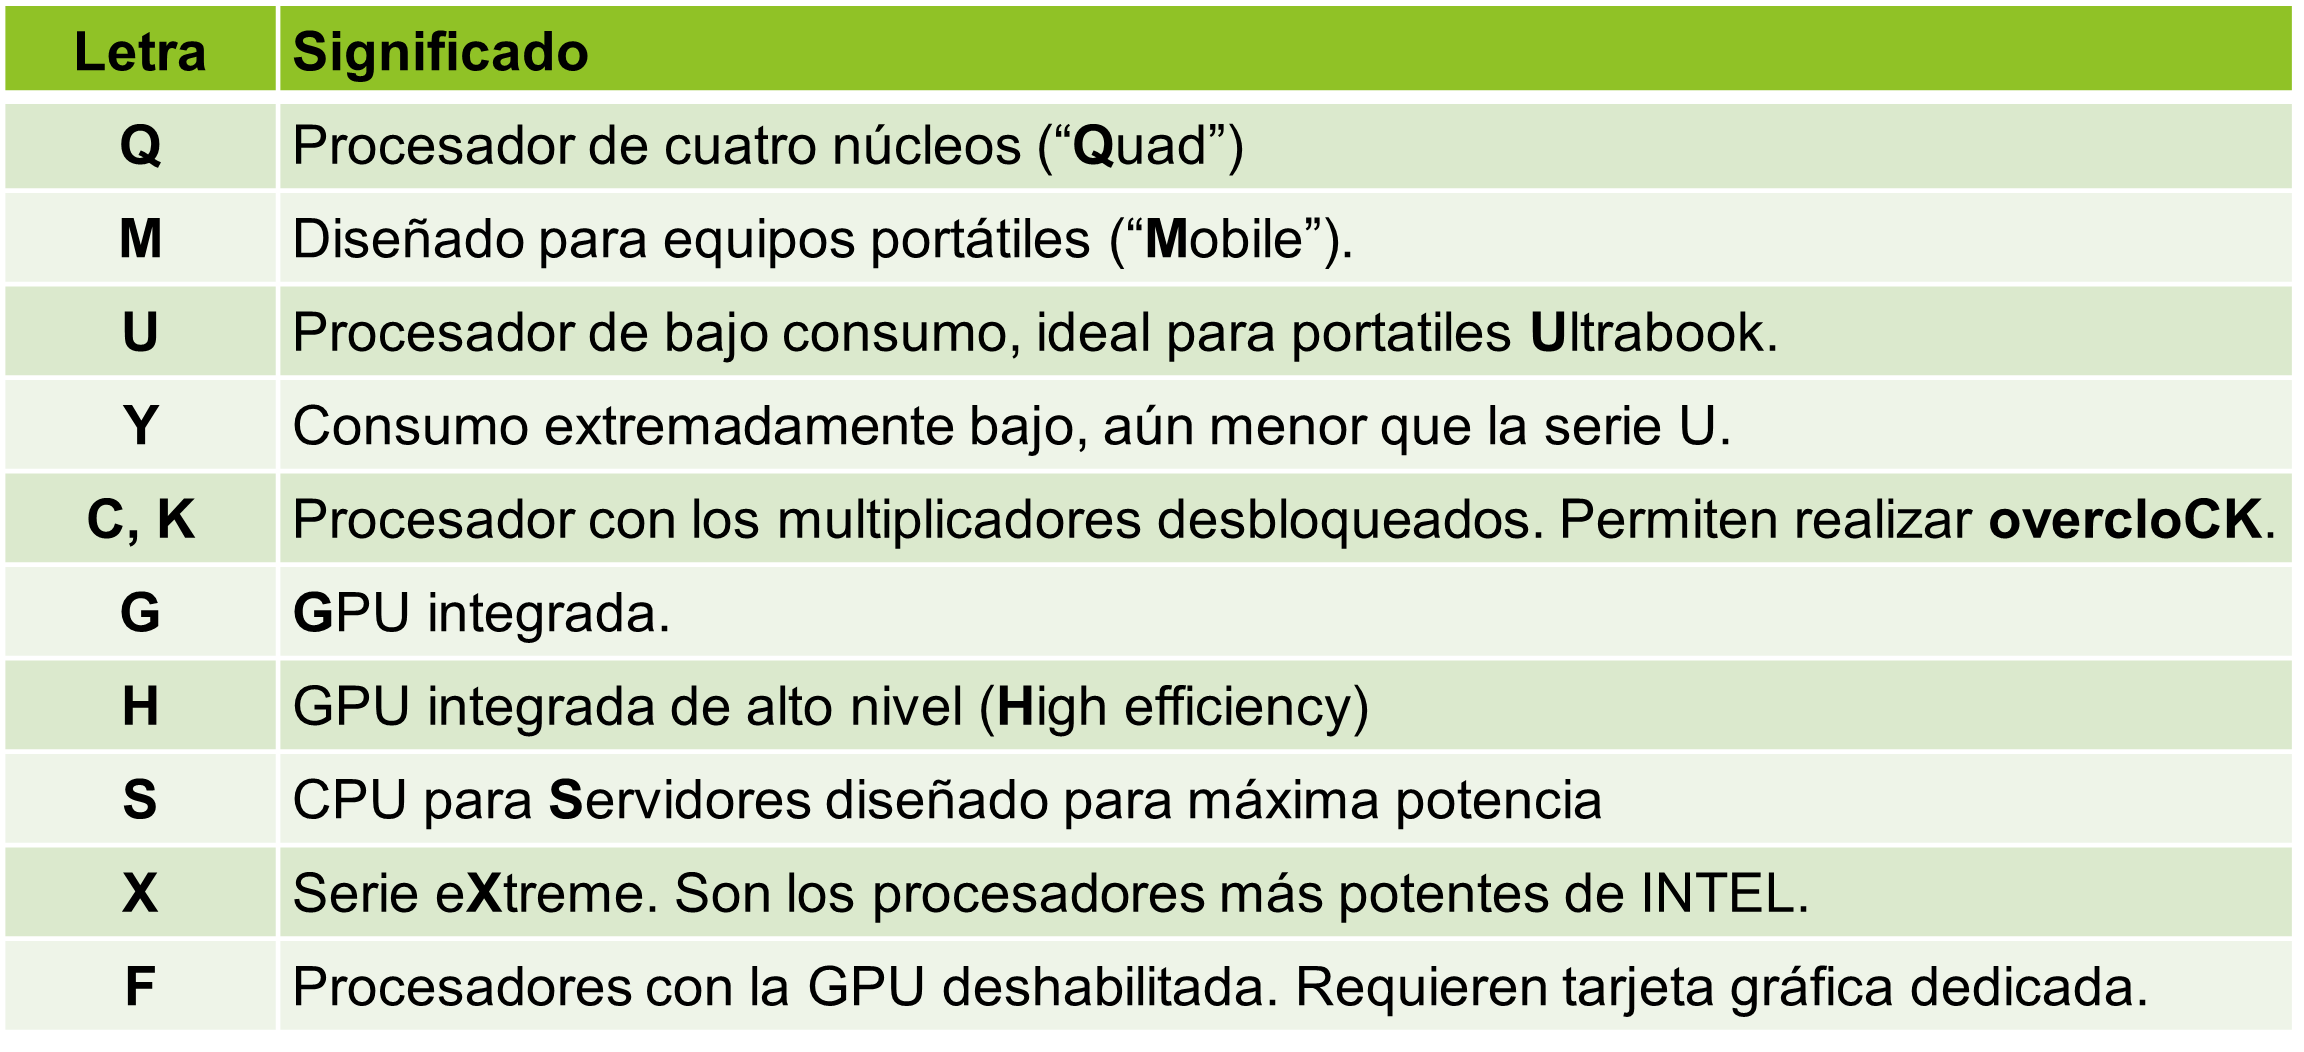 Letra Significado
Q Procesador de cuatro núcleos (“Quad”)
M Diseñado para equipos portátiles (“Mobile”).
U Procesador de bajo consumo, ideal para portatiles Ultrabook.
Y Consumo extremadamente bajo, aún menor que la serie U.
C, K Procesador con los multiplicadores desbloqueados. Permiten realizar overcloCK.
G GPU integrada.
H GPU integrada de alto nivel (High efficiency)
S CPU para Servidores diseñado para máxima potencia
X Serie eXtreme. Son los procesadores más potentes de INTEL.
F Procesadores con la GPU deshabilitada. Requieren tarjeta gráfica dedicada.